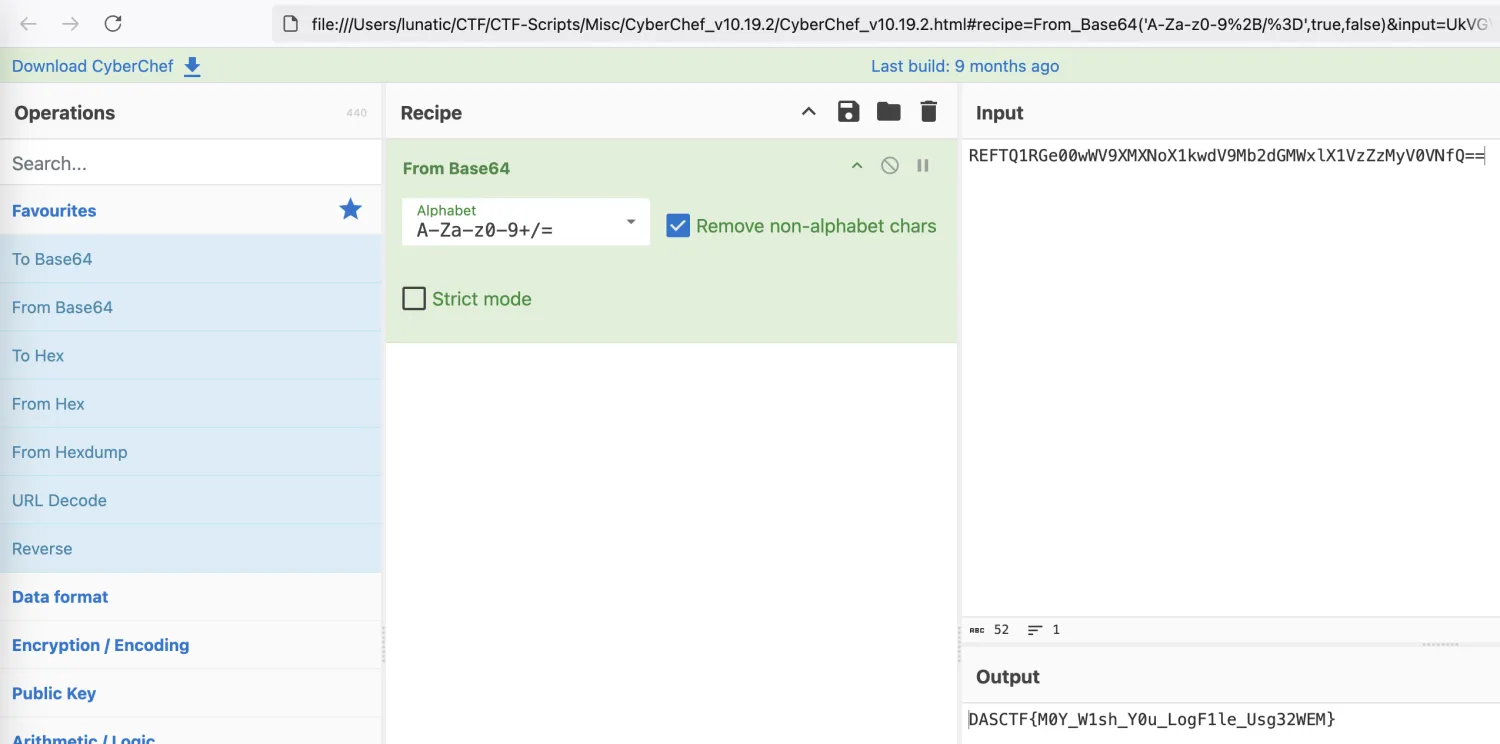 file:///Users/lunatic/CTF/CTF-Scripts/Misc/CyberChef_v10.19.2/CyberChef_v10.19.2.html#recipe=From_Base64('A-Za-z0-9%2B/%3D',true,false)&input=UkVG
Download CyberChef
Last build: 9 months ago
Operations
440
Recipe
Input
Search...
Favourites
To Base64
From Base64
To Hex
From Hex
From Hexdump
URL Decode
Reverse
Data format
Encryption / Encoding
Public Key
Arithmetic / Logic
From Base64
Alphabet
A-Za-z0-9+/=
Remove non-alphabet chars
Strict mode
REFTQ1RGe00wWV9XMXNoX1kwdV9Mb2dGMWxlX1VzZzMyV0VNfQ==
ABC 52 1
Output
DASCTF{M0Y_W1sh_Y0u_LogF1le_Usg32WEM}